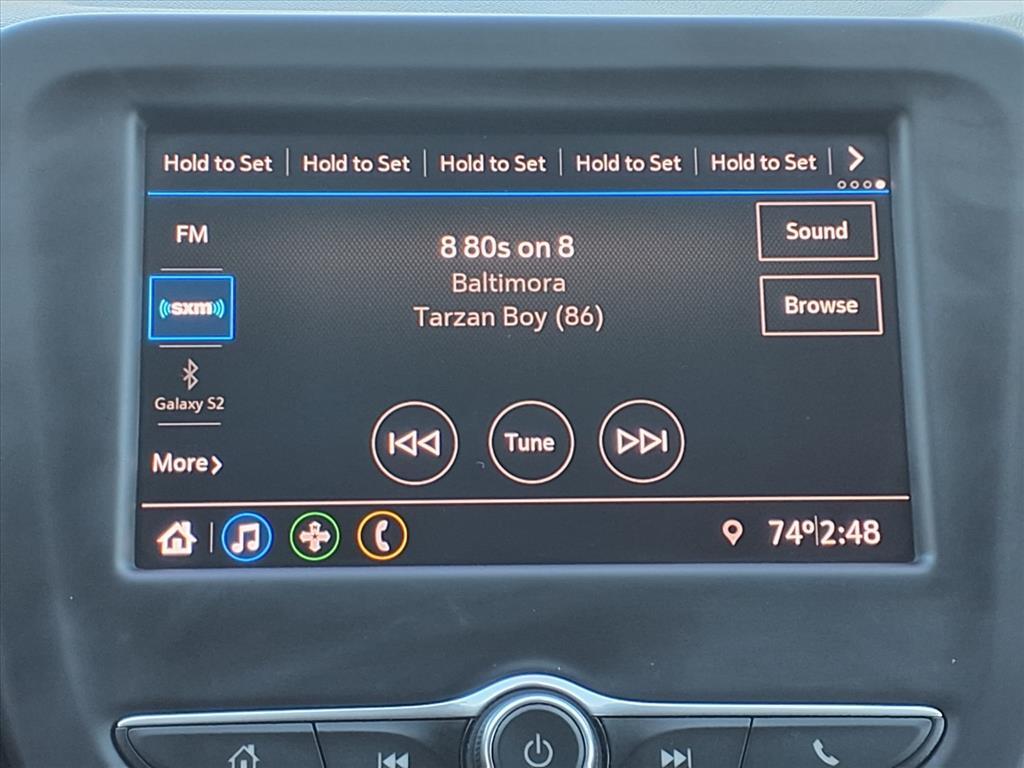 Hold to Set Hold to Set Hold to Set Hold to Set Hold to Set
FM
8 80s on 8
Sound
Baltimora
sxm
Tarzan Boy (86)
Browse
Galaxy S2
Tune
More
74° 2:48